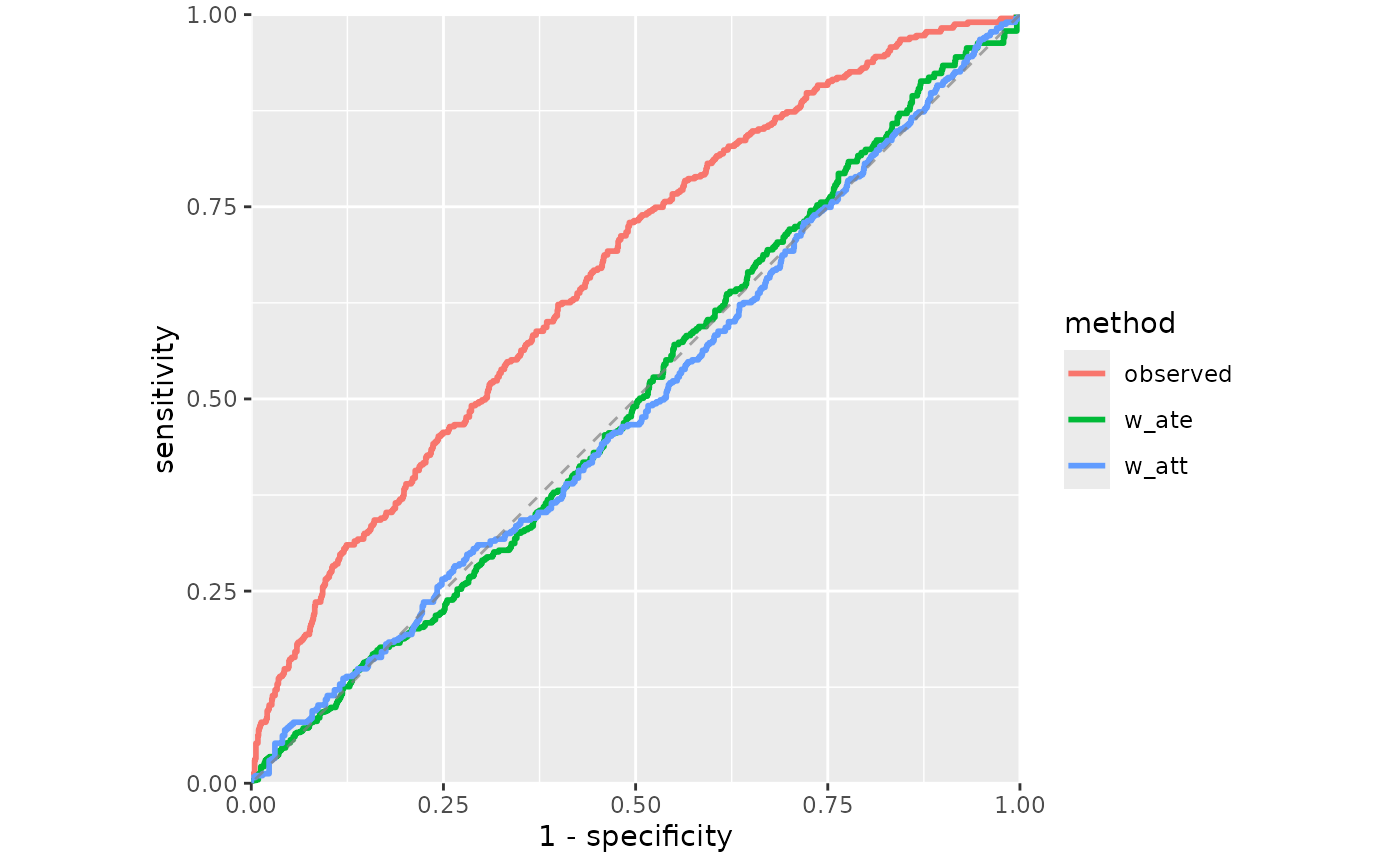 1.00
0.75
0.50
0.25
0.00
0.00 0.25 0.50 0.75 1.00
1 - specificity
sensitivity
method
observed
w_ate
w_att